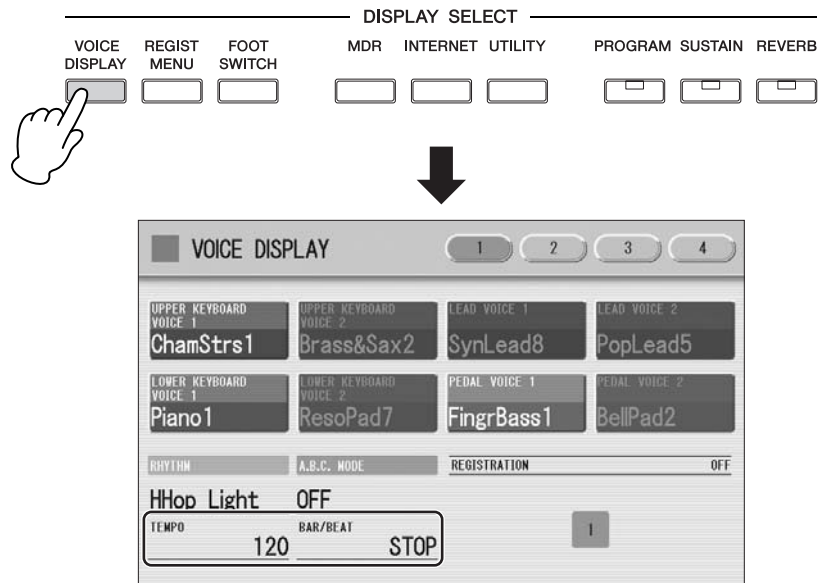 DISPLAY SELECT
VOICE DISPLAY
REGIST MENU
FOOT SWITCH
MDR
INTERNET
UTILITY
PROGRAM
SUSTAIN
REVERB
VOICE DISPLAY
1 2 3 4
UPPER KEYBOARD
VOICE 1
ChamStrs1
UPPER KEYBOARD
VOICE 2
Brass&Sax2
LEAD VOICE 1
SynLead8
LEAD VOICE 2
PopLead5
LOWER KEYBOARD
VOICE 1
Piano1
LOWER KEYBOARD
VOICE 2
ResoPad7
PEDAL VOICE 1
FingrBass1
PEDAL VOICE 2
BellPad2
RHYTHM
HHop Light
A.B.C. MODE
OFF
REGISTRATION OFF
TEMPO
120
BAR/BEAT
STOP
1